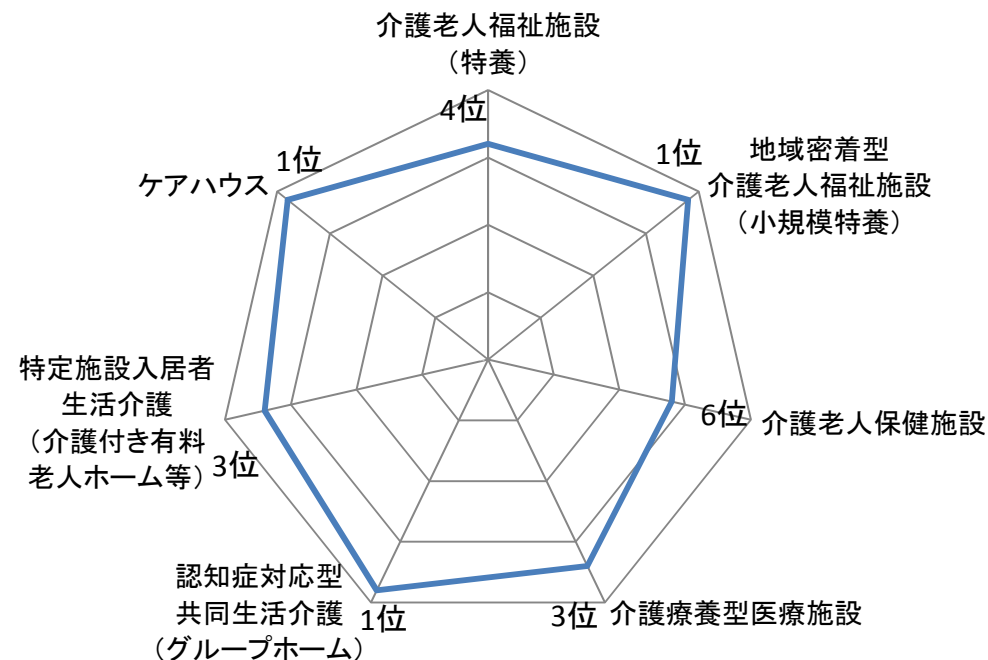 介護老人福祉施設
（特養）
4位
1位
地域密着型
介護老人福祉施設
（小規模特養）
6位
介護老人保健施設
3位
介護療養型医療施設
認知症対応型
共同生活介護
（グループホーム）
1位
特定施設入居者
生活介護
（介護付き有料
老人ホーム等）
3位
ケアハウス
1位